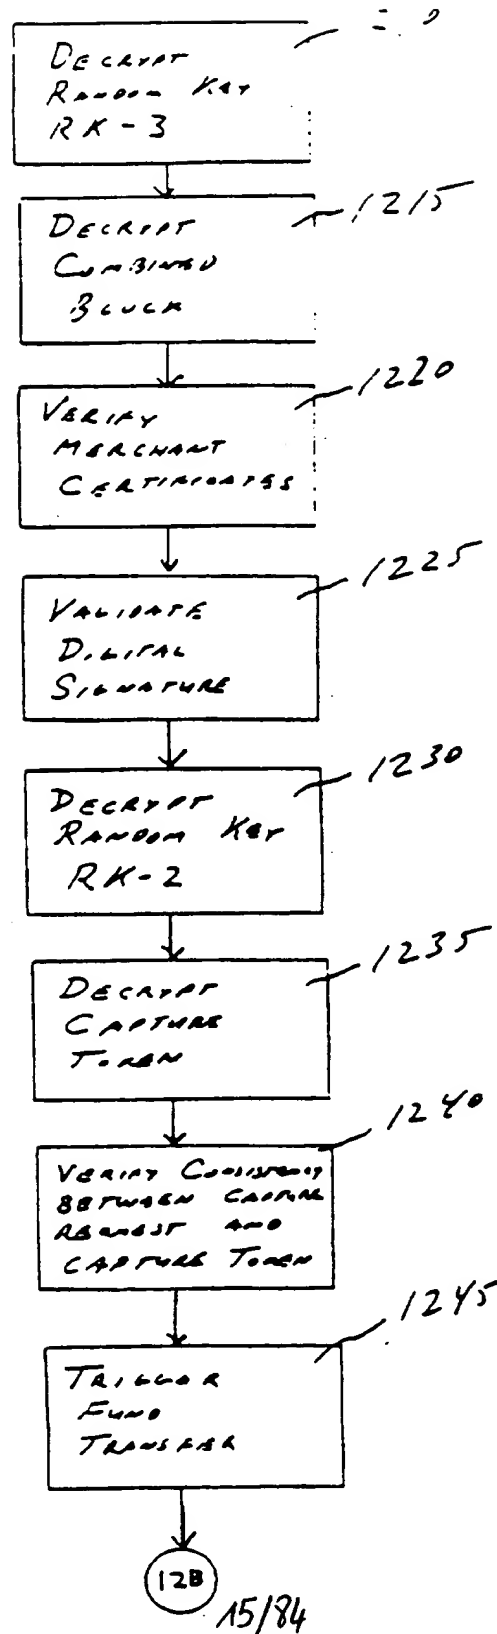 DECRYPT
RANDOM KEY
RK-3
DECRYPT
COMBINED
BLOCK
1215
VERIFY
MERCHANT
CERTIFICATES
1220
VALIDATE
DIGITAL
SIGNATURE
1225
DECRYPT
RANDOM KEY
RK-2
1230
DECRYPT
CAPTURE
TOKEN
1235
VERIFY CONSISTENCY
BETWEEN CAPTURE
REQUEST AND
CAPTURE TOKEN
1240
TRIGGER
FUND
TRANSFER
1245
12B
15/84